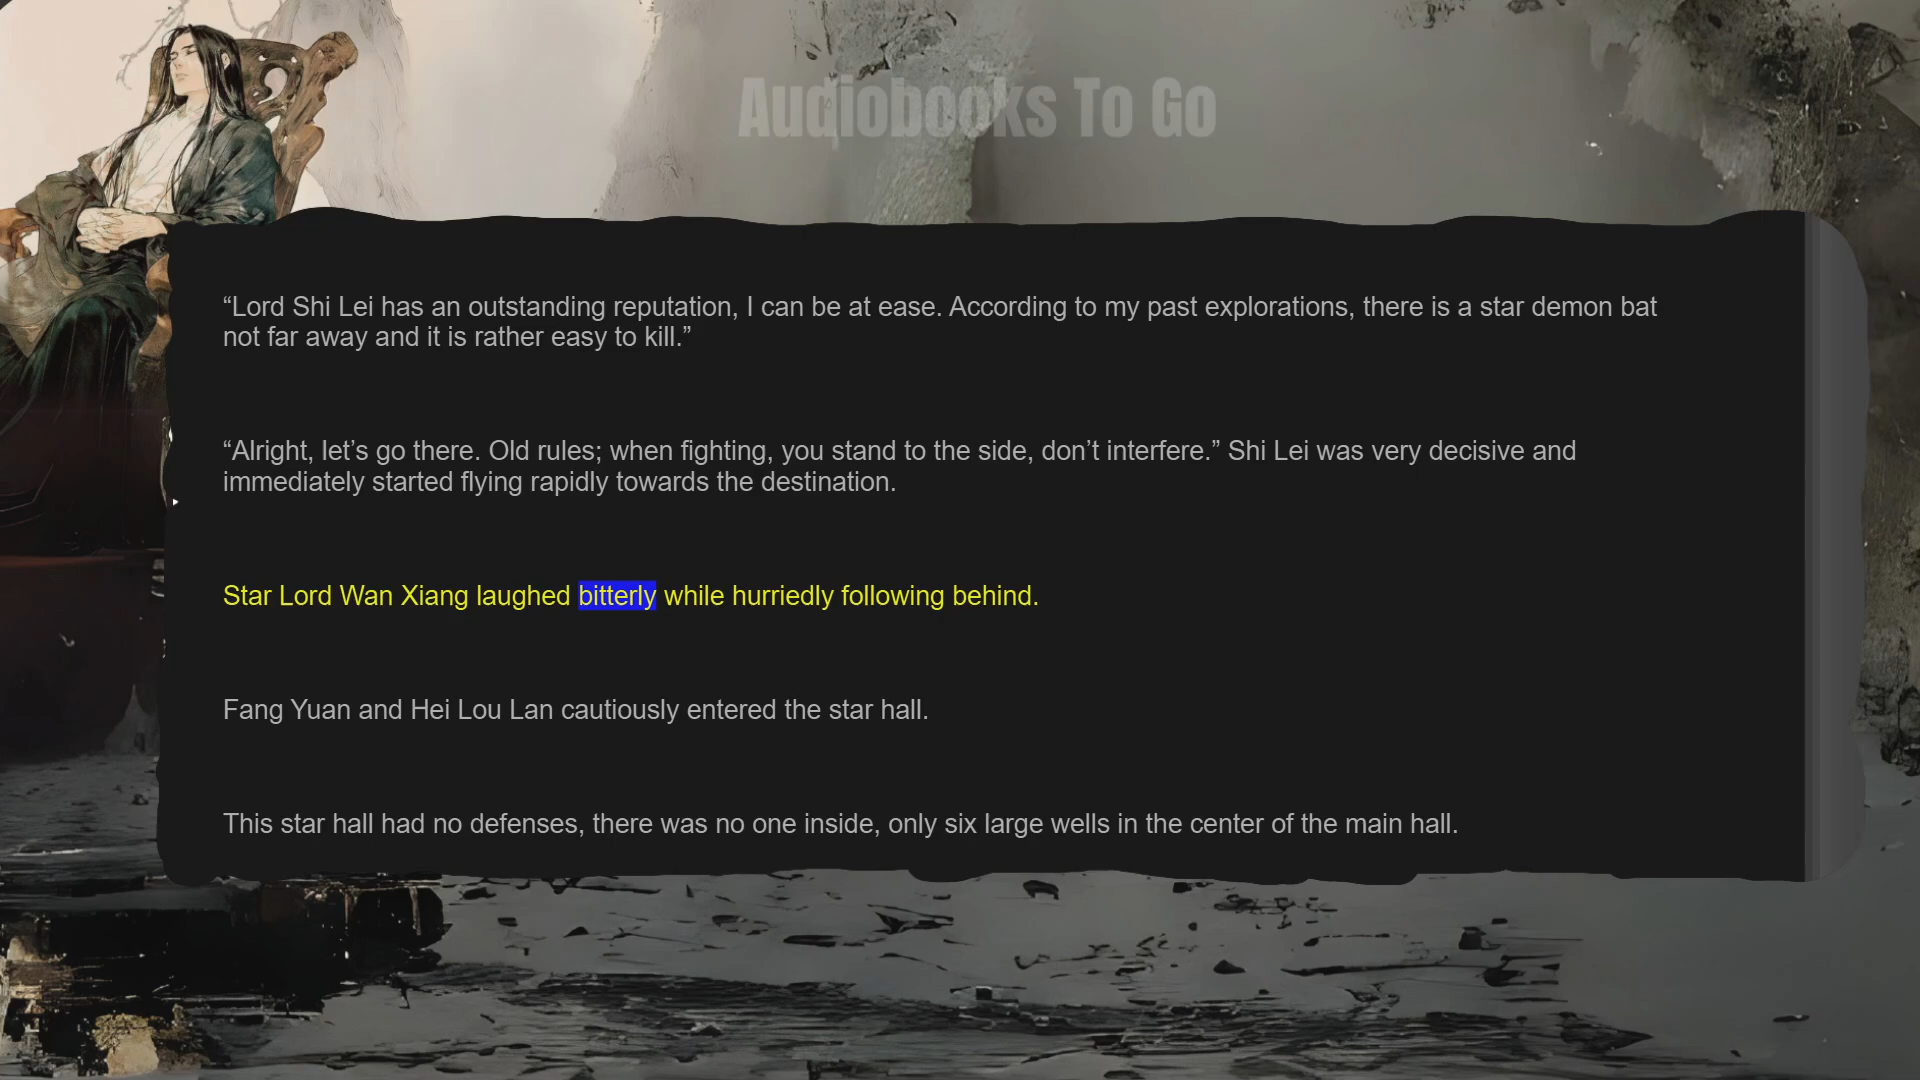 Audiobooks To Go
“Lord Shi Lei has an outstanding reputation, I can be at ease. According to my past explorations, there is a star demon bat
not far away and it is rather easy to kill.”
“Alright, let’s go there. Old rules; when fighting, you stand to the side, don’t interfere.” Shi Lei was very decisive and
immediately started flying rapidly towards the destination.
Star Lord Wan Xiang laughed bitterly while hurriedly following behind.
Fang Yuan and Hei Lou Lan cautiously entered the star hall.
This star hall had no defenses, there was no one inside, only six large wells in the center of the main hall.